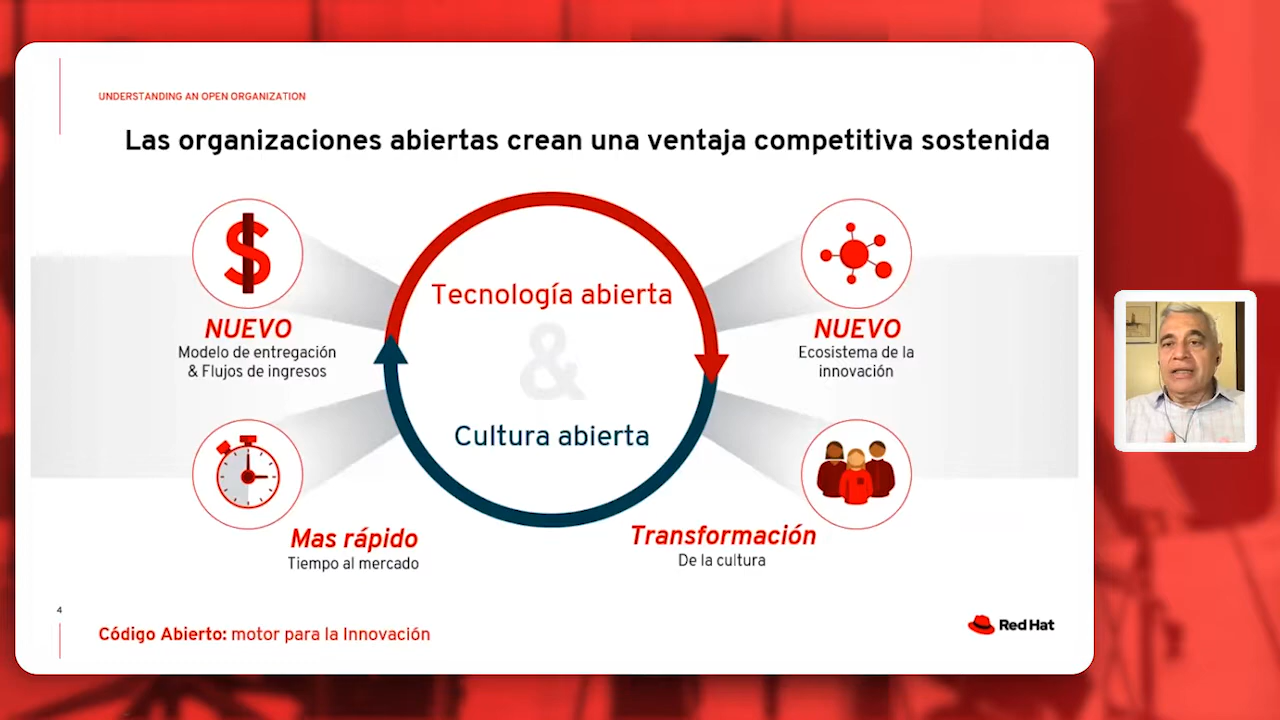 UNDERSTANDING AN OPEN ORGANIZATION
Las organizaciones abiertas crean una ventaja competitiva sostenida
$
Tecnología abierta
&
Cultura abierta
NUEVO
Modelo de entregación
& Flujos de ingresos
NUEVO
Ecosistema de la
innovación
Mas rápido
Tiempo al mercado
Transformación
De la cultura
4
Código Abierto: motor para la Innovación
Red Hat